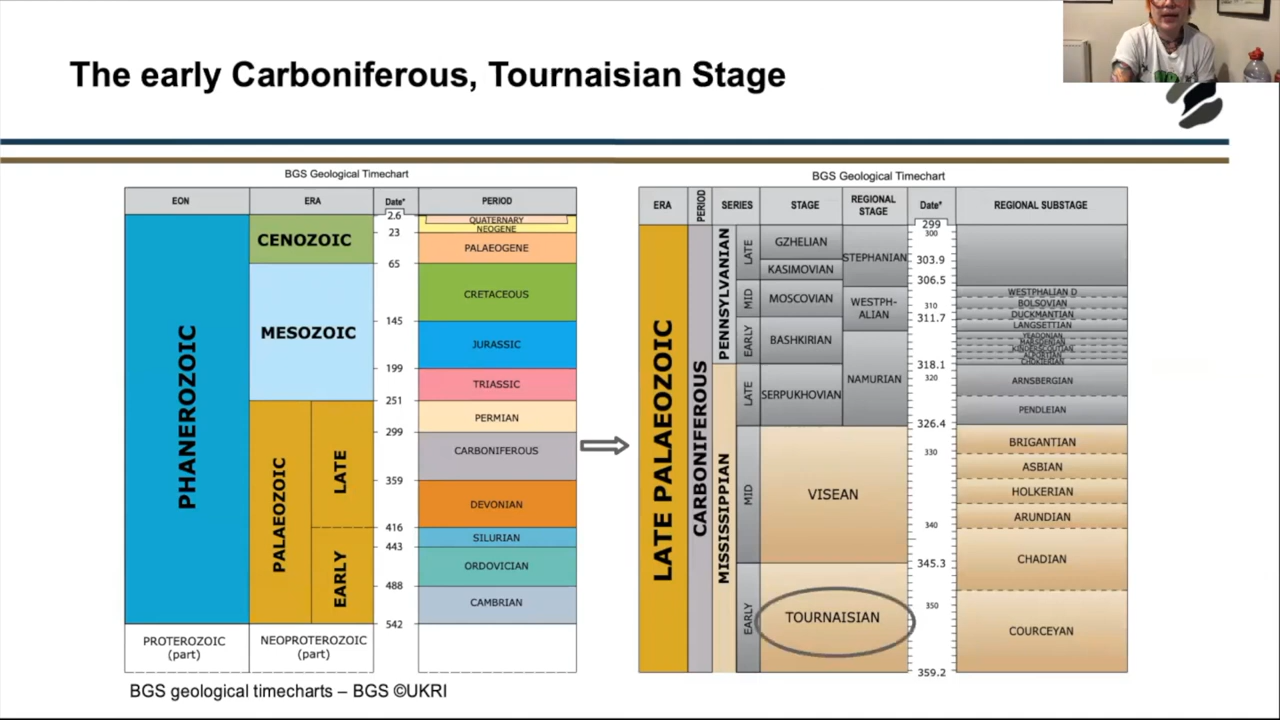 The early Carboniferous, Tournaisian Stage
BGS Geological Timechart
EON
ERA
Date*
PERIOD
PHANEROZOIC
CENOZOIC
MESOZOIC
PALAEOZOIC
LATE
EARLY
PROTEROZOIC
(part)
NEOPROTEROZOIC
(part)
2.6
23
65
145
199
251
299
359
416
443
488
542
QUATERNARY
NEOGENE
PALAEOGENE
CRETACEOUS
JURASSIC
TRIASSIC
PERMIAN
CARBONIFEROUS
DEVONIAN
SILURIAN
ORDOVICIAN
CAMBRIAN
BGS Geological Timechart
ERA
PERIOD
SERIES
STAGE
REGIONAL
STAGE
Date*
REGIONAL SUBSTAGE
LATE PALAEOZOIC
CARBONIFEROUS
PENNSYLVANIAN
MISSISSIPPIAN
LATE
MID
EARLY
LATE
MID
EARLY
GZHELIAN
KASIMOVIAN
MOSCOVIAN
BASHKIRIAN
SERPUKHOVIAN
VISEAN
TOURNAISIAN
STEPHANIAN
WESTPH-
ALIAN
NAMURIAN
299
300
303.9
306.5
310
311.7
318.1
320
326.4
330
340
345.3
350
359.2
WESTPHALIAN D
BOLSOVIAN
DUCKMANTIAN
LANGSETTIAN
ARNSBERGIAN
PENDLEIAN
BRIGANTIAN
ASBIAN
HOLKERIAN
ARUNDIAN
CHADIAN
COURCEYAN
BGS geological timecharts – BGS ©UKRI